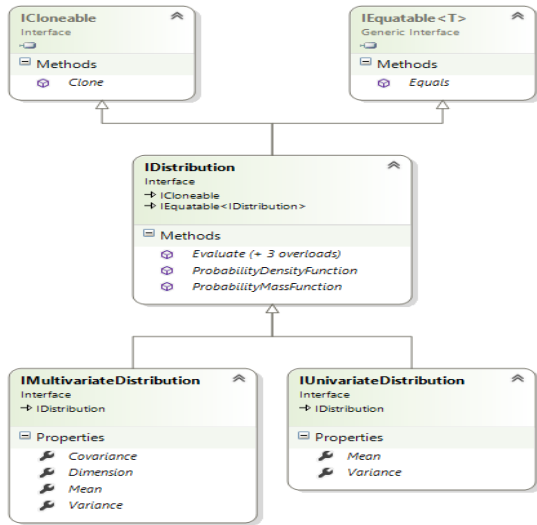 ICloneable
Interface
Methods
Clone
IEquatable<T>
Generic Interface
Methods
Equals
IDistribution
Interface
ICloneable
IEquatable<IDistribution>
Methods
Evaluate (+ 3 overloads)
ProbabilityDensityFunction
ProbabilityMassFunction
IMultivariateDistribution
Interface
IDistribution
Properties
Covariance
Dimension
Mean
Variance
IUnivariateDistribution
Interface
IDistribution
Properties
Mean
Variance